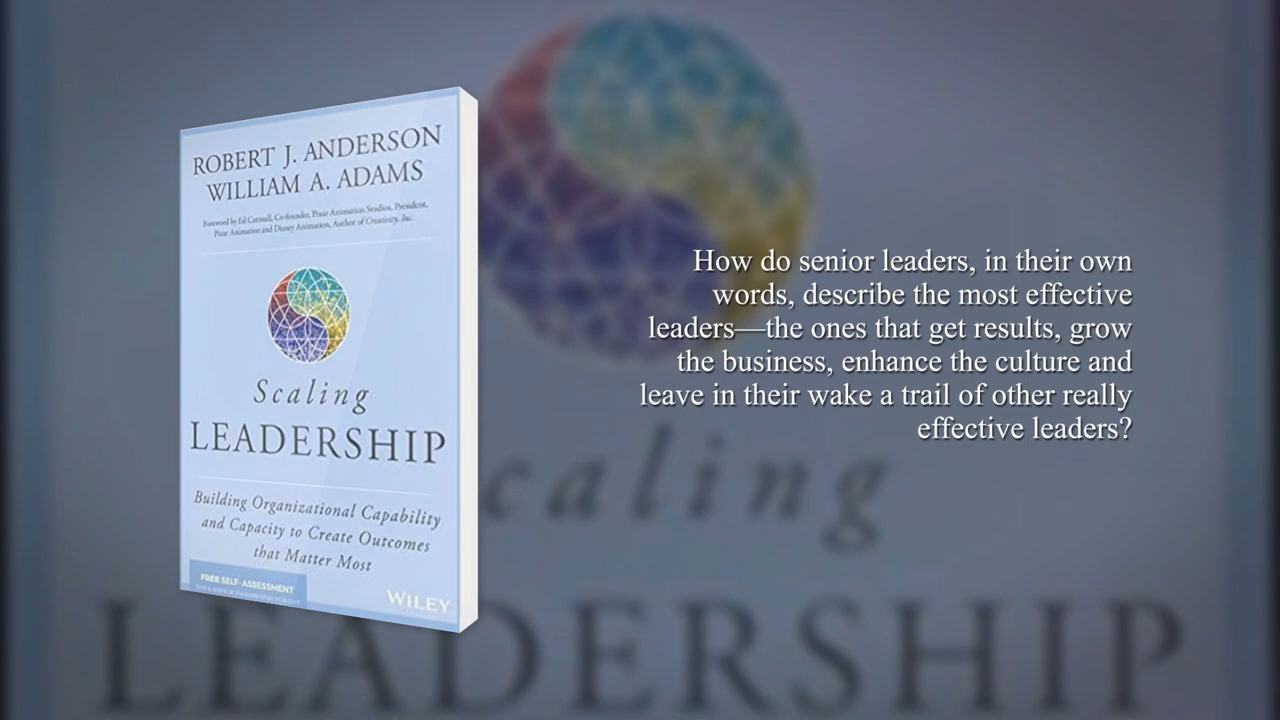 ROBERT J. ANDERSON
WILLIAM A. ADAMS
Foreword by Ed Catmull, Co-founder, Pixar Animation Studios, President,
Pixar Animation and Disney Animation, Author of Creativity, Inc.
Scaling
LEADERSHIP
Building Organizational Capability
and Capacity to Create Outcomes
that Matter Most
FREE SELF-ASSESSMENT
WILEY
How do senior leaders, in their own
words, describe the most effective
leaders—the ones that get results, grow
the business, enhance the culture and
leave in their wake a trail of other really
effective leaders?
Scaling
LEADERSHIP